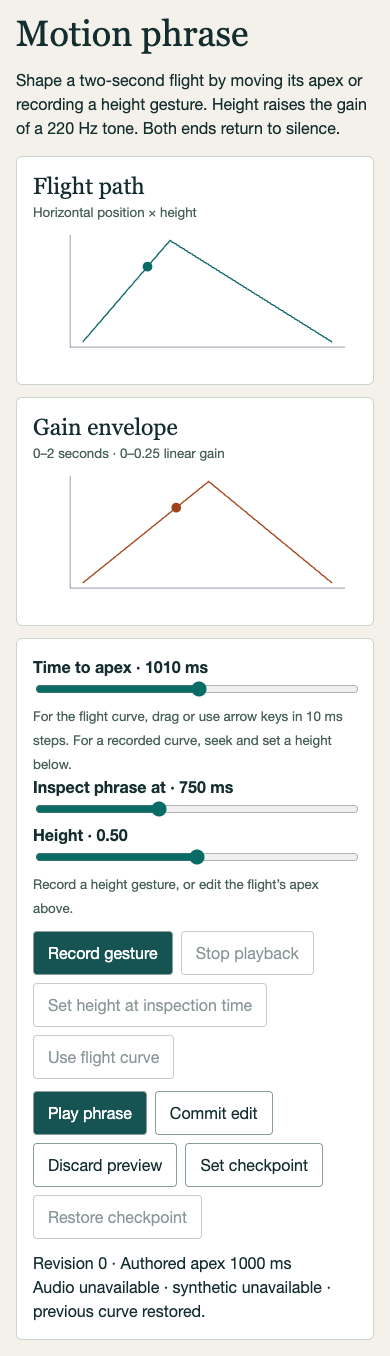 Motion phrase
Shape a two-second flight by moving its apex or
recording a height gesture. Height raises the gain
of a 220 Hz tone. Both ends return to silence.
Flight path
Horizontal position × height
Gain envelope
0–2 seconds · 0–0.25 linear gain
Time to apex · 1010 ms
For the flight curve, drag or use arrow keys in 10 ms
steps. For a recorded curve, seek and set a height
below.
Inspect phrase at · 750 ms
Height · 0.50
Record a height gesture, or edit the flight’s apex
above.
Record gesture
Stop playback
Set height at inspection time
Use flight curve
Play phrase
Commit edit
Discard preview
Set checkpoint
Restore checkpoint
Revision 0 · Authored apex 1000 ms
Audio unavailable · synthetic unavailable ·
previous curve restored.